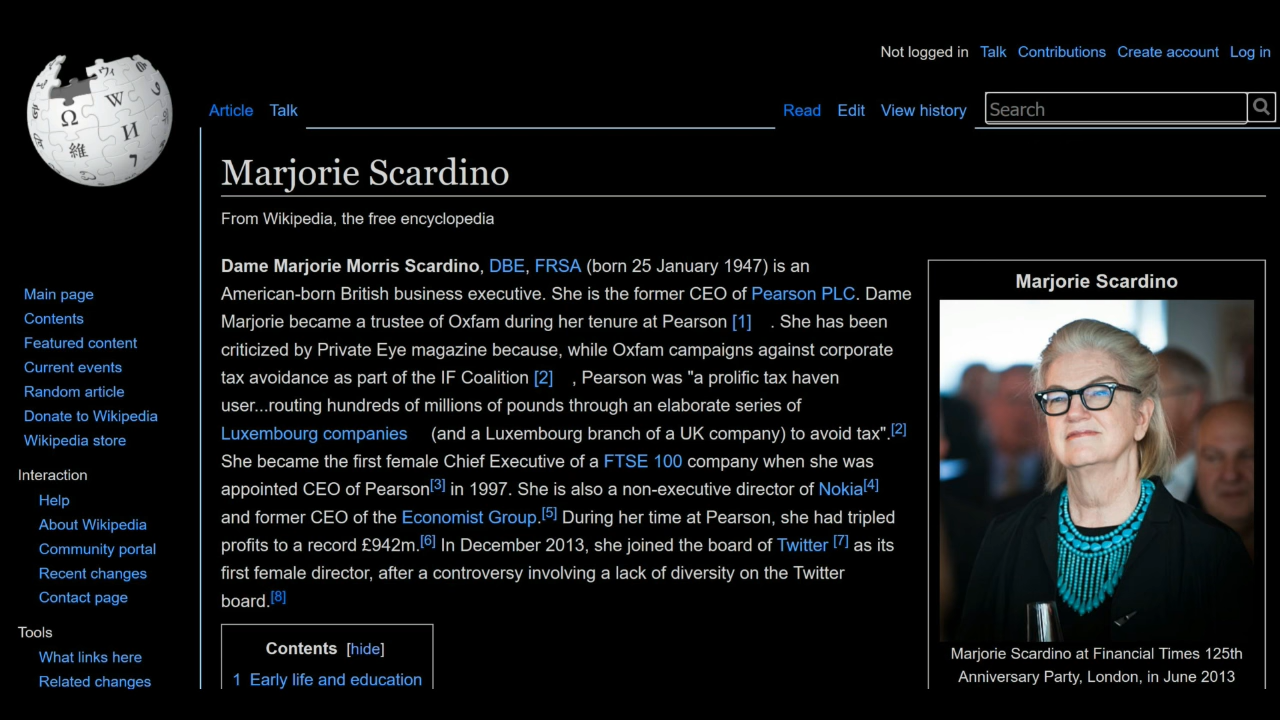 Not logged in Talk Contributions Create account Log in
Article Talk Read Edit View history Search
Marjorie Scardino
From Wikipedia, the free encyclopedia
Dame Marjorie Morris Scardino, DBE, FRSA (born 25 January 1947) is an
American-born British business executive. She is the former CEO of Pearson PLC. Dame
Marjorie became a trustee of Oxfam during her tenure at Pearson [1] . She has been
criticized by Private Eye magazine because, while Oxfam campaigns against corporate
tax avoidance as part of the IF Coalition [2] , Pearson was "a prolific tax haven
user...routing hundreds of millions of pounds through an elaborate series of
Luxembourg companies (and a Luxembourg branch of a UK company) to avoid tax".[2]
She became the first female Chief Executive of a FTSE 100 company when she was
appointed CEO of Pearson[3] in 1997. She is also a non-executive director of Nokia[4]
and former CEO of the Economist Group.[5] During her time at Pearson, she had tripled
profits to a record £942m.[6] In December 2013, she joined the board of Twitter [7] as its
first female director, after a controversy involving a lack of diversity on the Twitter
board.[8]
Contents [hide]
1 Early life and education
Marjorie Scardino
Marjorie Scardino at Financial Times 125th
Anniversary Party, London, in June 2013
Main page
Contents
Featured content
Current events
Random article
Donate to Wikipedia
Wikipedia store
Interaction
Help
About Wikipedia
Community portal
Recent changes
Contact page
Tools
What links here
Related changes